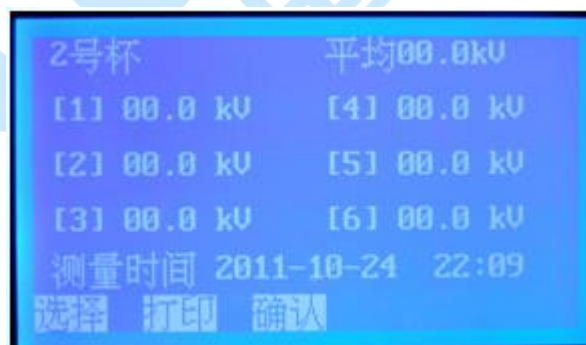 2号杯 平均00.0kV
[1] 00.0 kV [4] 00.0 kV
[2] 00.0 kV [5] 00.0 kV
[3] 00.0 kV [6] 00.0 kV
测量时间 2011-10-24 22:09
选择 打印 确认